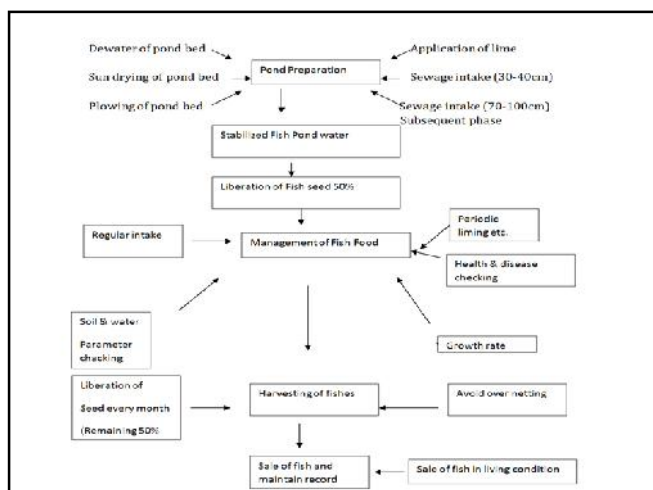 Dewater of pond bed
Application of lime
Pond Preparation
Sun drying of pond bed
Sewage intake (30-40cm)
Plowing of pond bed
Sewage intake (70-100cm)
Subsequent phase
Stabilized Fish Pond water
Liberation of Fish seed 50%
Regular intake
Management of Fish Food
Periodic
liming etc.
Health & disease
checking
Soil & water
Parameter
chacking
Growth rate
Liberation of
Seed every month
(Remaining 50%
Harvesting of fishes
Avoid over netting
Sale of fish and
maintain record
Sale of fish in living condition